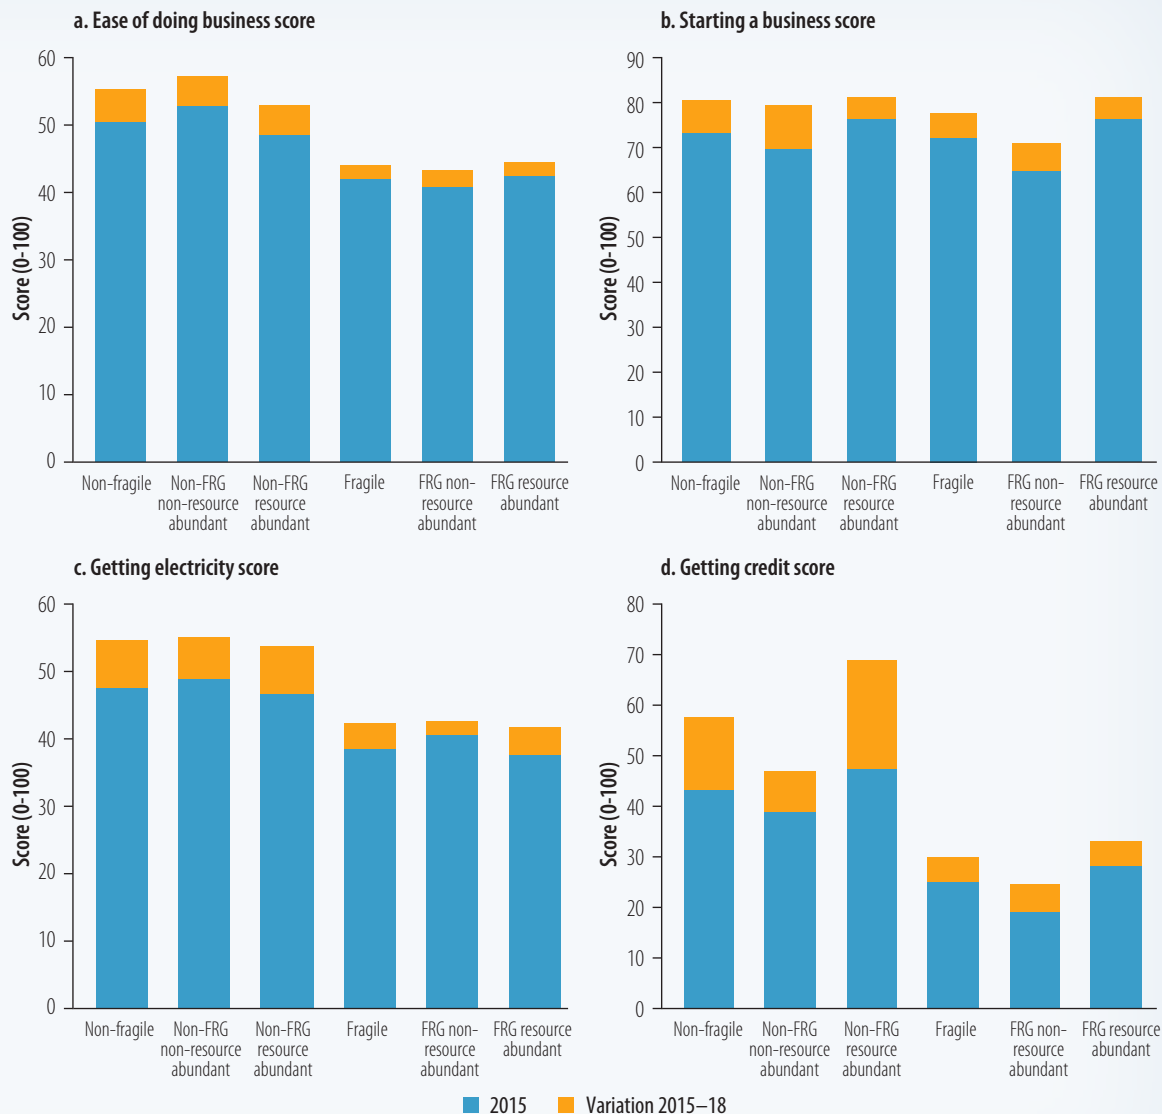 a. Ease of doing business score
Score (0-100)
60
50
40
30
20
10
0
Non-fragile
Non-FRG
non-resource
abundant
Non-FRG
resource
abundant
Fragile
FRG non-
resource
abundant
FRG resource
abundant
b. Starting a business score
Score (0-100)
90
80
70
60
50
40
30
20
10
0
Non-fragile
Non-FRG
non-resource
abundant
Non-FRG
resource
abundant
Fragile
FRG non-
resource
abundant
FRG resource
abundant
c. Getting electricity score
Score (0-100)
60
50
40
30
20
10
0
Non-fragile
Non-FRG
non-resource
abundant
Non-FRG
resource
abundant
Fragile
FRG non-
resource
abundant
FRG resource
abundant
d. Getting credit score
Score (0-100)
80
70
60
50
40
30
20
10
0
Non-fragile
Non-FRG
non-resource
abundant
Non-FRG
resource
abundant
Fragile
FRG non-
resource
abundant
FRG resource
abundant
2015
Variation 2015–18